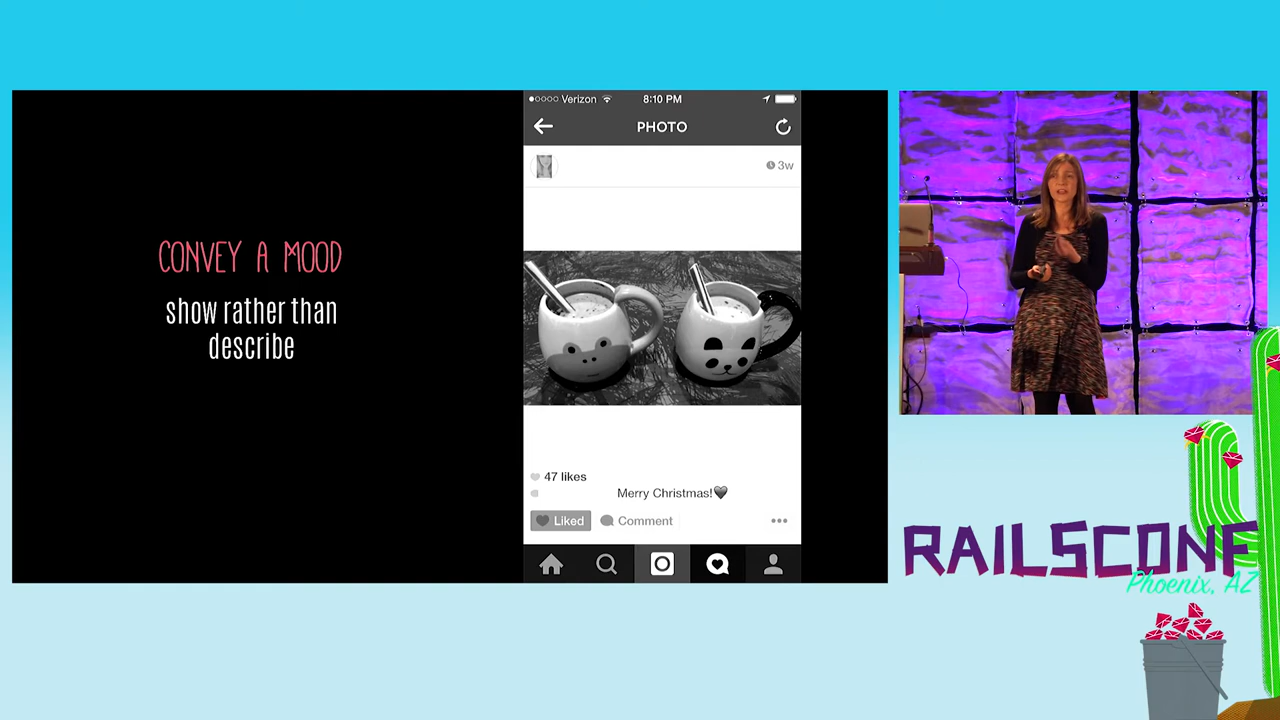 CONVEY A MOOD
show rather than
describe
Verizon
8:10 PM
PHOTO
3w
47 likes
Merry Christmas!🖤
Liked
Comment
RAILSCONF
Phoenix, AZ